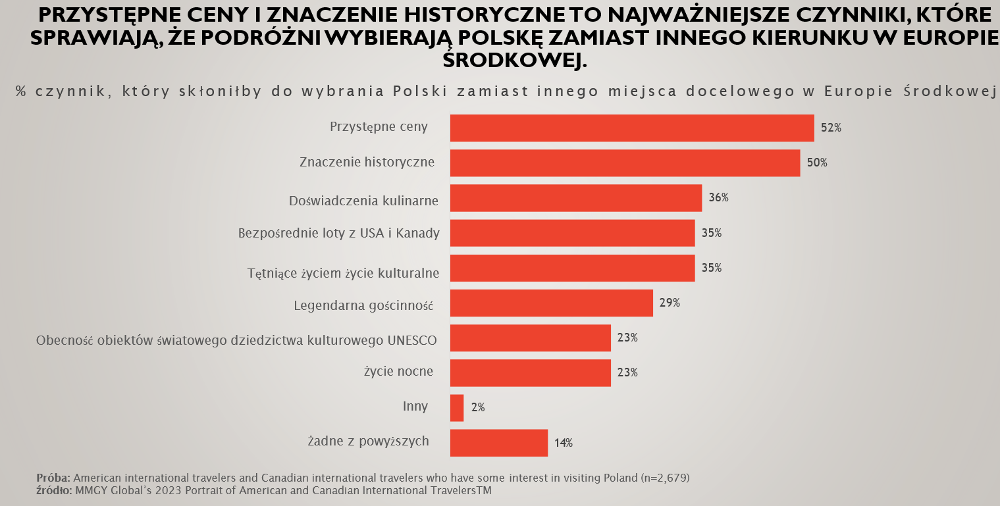 PRZYSTĘPNE CENY I ZNACZENIE HISTORYCZNE TO NAJWAŻNIEJSZE CZYNNIKI, KTÓRE
SPRAWIAJĄ, ŻE PODRÓŻNI WYBIERAJĄ POLSKĘ ZAMIAST INNEGO KIERUNKU W EUROPIE
ŚRODKOWEJ.
% czynnik, który skłoniłby do wybrania Polski zamiast innego miejsca docelowego w Europie Środkowej
Przystępne ceny 52%
Znaczenie historyczne 50%
Doświadczenia kulinarne 36%
Bezpośrednie loty z USA i Kanady 35%
Tętniące życiem życie kulturalne 35%
Legendarna gościnność 29%
Obecność obiektów światowego dziedzictwa kulturowego UNESCO 23%
Życie nocne 23%
Inny 2%
Żadne z powyższych 14%
Próba: American international travelers and Canadian international travelers who have some interest in visiting Poland (n=2,679)
źródło: MMGY Global's 2023 Portrait of American and Canadian International TravelersTM